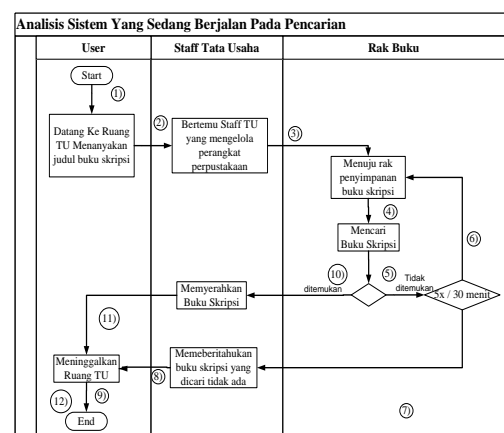 Analisis Sistem Yang Sedang Berjalan Pada Pencarian
User
Staff Tata Usaha
Rak Buku
Start
1)
Datang Ke Ruang
TU Menanyakan
judul buku skripsi
2)
Bertemu Staff TU
yang mengelola
perangkat
perpustakaan
3)
Menuju rak
penyimpanan
buku skripsi
4)
Mencari
Buku Skripsi
5)
Tidak
ditemukan
6)
5x / 30 menit
10)
ditemukan
Memyerahkan
Buku Skripsi
11)
7)
Memeberitahukan
buku skripsi yang
dicari tidak ada
8)
Meninggalkan
Ruang TU
9)
12)
End